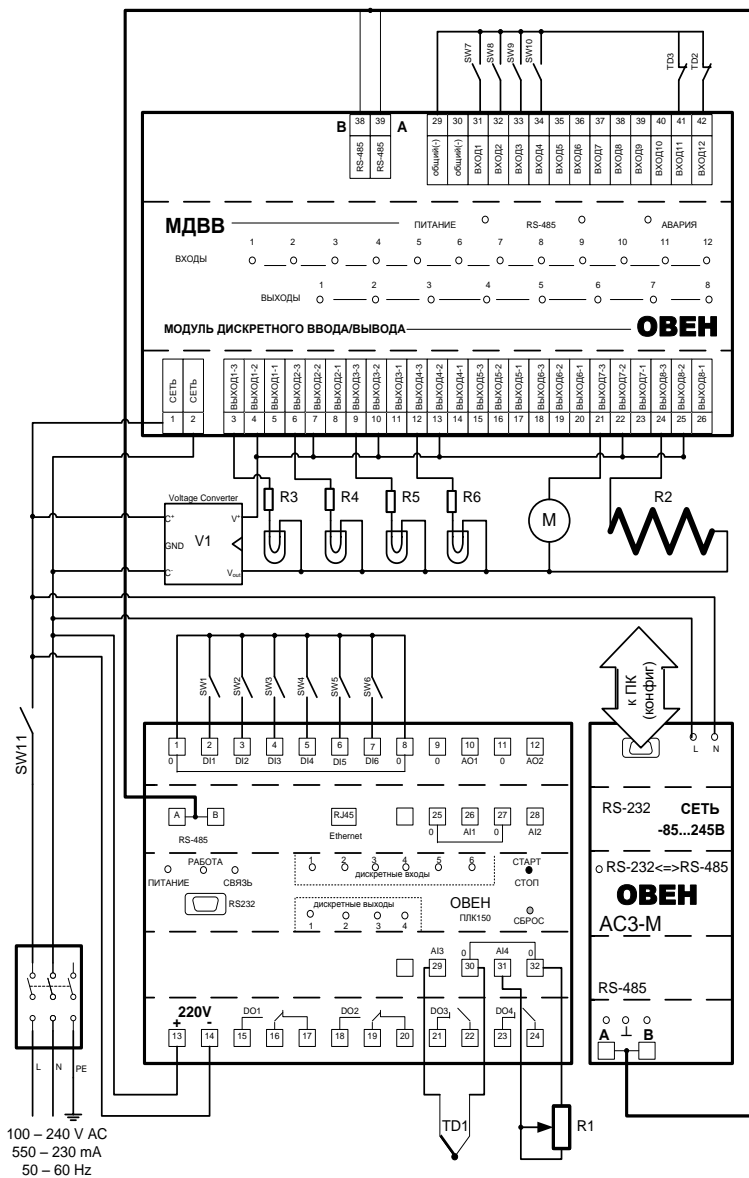 SW7
SW8
SW9
SW10
TD3
TD2
B 38 39 A 29 30 31 32 33 34 35 36 37 38 39 40 41 42
RS-485 RS-485 общий(-) общий(-) ВХОД1 ВХОД2 ВХОД3 ВХОД4 ВХОД5 ВХОД6 ВХОД7 ВХОД8 ВХОД9 ВХОД10 ВХОД11 ВХОД12
МДВВ ПИТАНИЕ RS-485 АВАРИЯ
1 2 3 4 5 6 7 8 9 10 11 12
ВХОДЫ
1 2 3 4 5 6 7 8
ВЫХОДЫ
МОДУЛЬ ДИСКРЕТНОГО ВВОДА/ВЫВОДА ОВЕН
СЕТЬ СЕТЬ ВЫХОД1-3 ВЫХОД1-2 ВЫХОД1-1 ВЫХОД2-3 ВЫХОД2-2 ВЫХОД2-1 ВЫХОД3-3 ВЫХОД3-2 ВЫХОД3-1 ВЫХОД4-3 ВЫХОД4-2 ВЫХОД4-1 ВЫХОД5-3 ВЫХОД5-2 ВЫХОД5-1 ВЫХОД6-3 ВЫХОД6-2 ВЫХОД6-1 ВЫХОД7-3 ВЫХОД7-2 ВЫХОД7-1 ВЫХОД8-3 ВЫХОД8-2 ВЫХОД8-1
1 2 3 4 5 6 7 8 9 10 11 12 13 14 15 16 17 18 19 20 21 22 23 24 25 26
Voltage Converter
C⁺ V⁺
GND V1
C⁻ Vout
R3 R4 R5 R6 M R2
SW1 SW2 SW3 SW4 SW5 SW6
к ПК
(конфиг)
SW11
1 2 3 4 5 6 7 8 9 10 11 12
0 DI1 DI2 DI3 DI4 DI5 DI6 0 0 AO1 0 AO2
L N
A B RJ45 25 26 27 28
RS-485 Ethernet 0 AI1 0 AI2
RS-232 СЕТЬ
-85...245В
РАБОТА 1 2 3 4 5 6 СТАРТ
ПИТАНИЕ СВЯЗЬ дискретные входы СТОП
RS-232<=>RS-485
RS232 дискретные выходы ОВЕН
1 2 3 4 ПЛК150 СБРОС
ОВЕН
АС3-М
AI3 0 AI4 0
29 30 31 32
RS-485
A B
220V
+ - DO1 DO2 DO3 DO4
13 14 15 16 17 18 19 20 21 22 23 24
L N PE
TD1 R1
100 – 240 V AC
550 – 230 mA
50 – 60 Hz